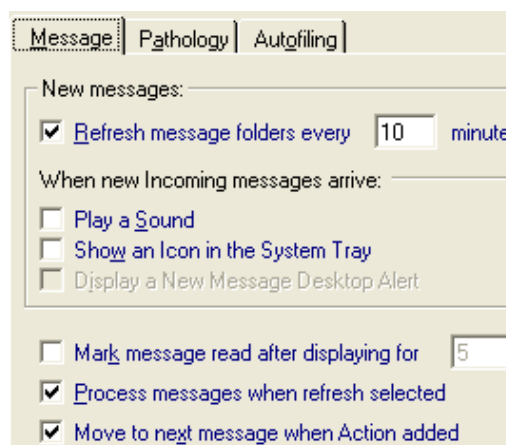 Message Pathology Autofiling
New messages:
Refresh message folders every 10 minute
When new Incoming messages arrive:
Play a Sound
Show an Icon in the System Tray
Display a New Message Desktop Alert
Mark message read after displaying for 5
Process messages when refresh selected
Move to next message when Action added